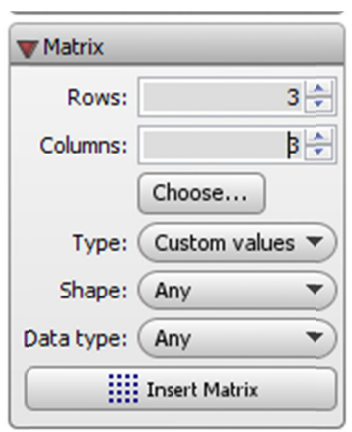 Matrix
Rows: 3
Columns: 3
Choose...
Type: Custom values
Shape: Any
Data type: Any
Insert Matrix